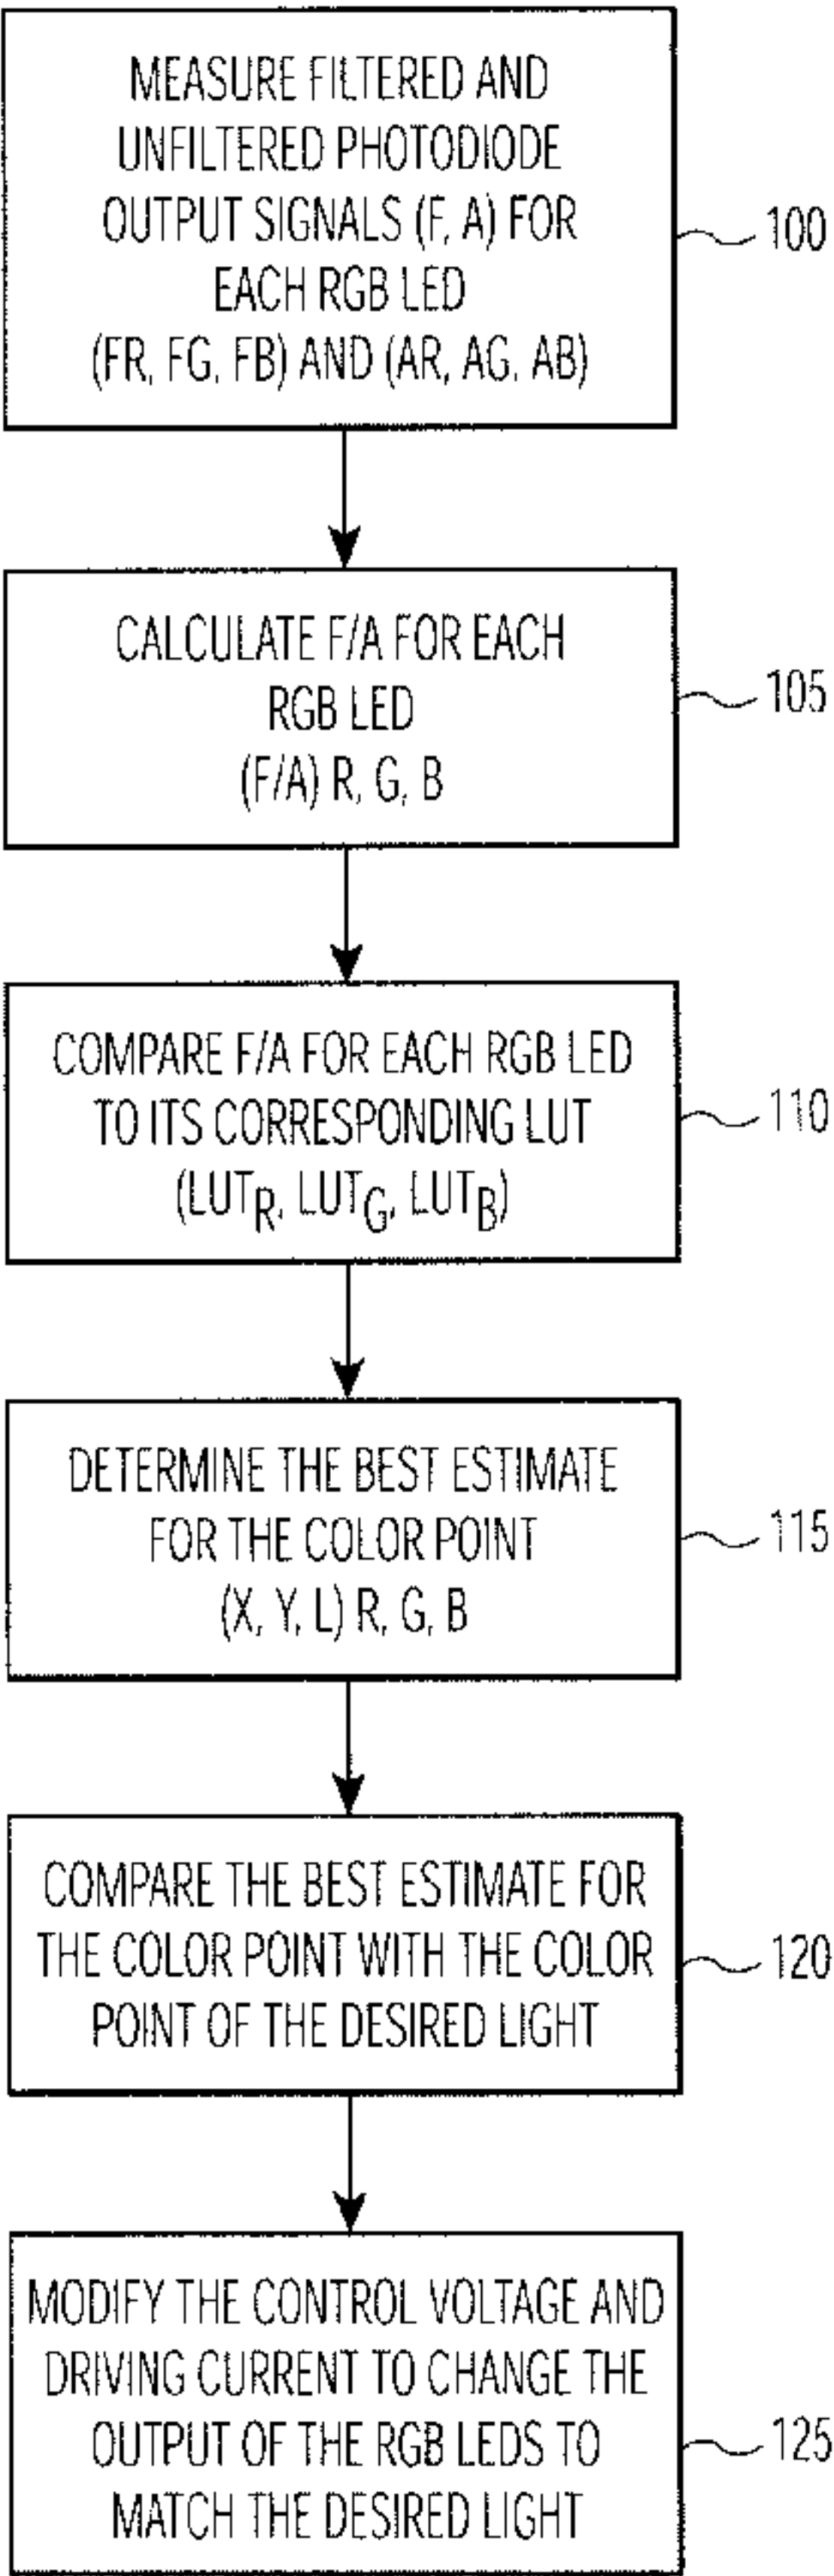 MEASURE FILTERED AND
UNFILTERED PHOTODIODE
OUTPUT SIGNALS (F, A) FOR
EACH RGB LED
(FR, FG, FB) AND (AR, AG, AB)
100
CALCULATE F/A FOR EACH
RGB LED
(F/A) R, G, B
105
COMPARE F/A FOR EACH RGB LED
TO ITS CORRESPONDING LUT
(LUTR, LUTG, LUTB)
110
DETERMINE THE BEST ESTIMATE
FOR THE COLOR POINT
(X, Y, L) R, G, B
115
COMPARE THE BEST ESTIMATE FOR
THE COLOR POINT WITH THE COLOR
POINT OF THE DESIRED LIGHT
120
MODIFY THE CONTROL VOLTAGE AND
DRIVING CURRENT TO CHANGE THE
OUTPUT OF THE RGB LEDS TO
MATCH THE DESIRED LIGHT
125